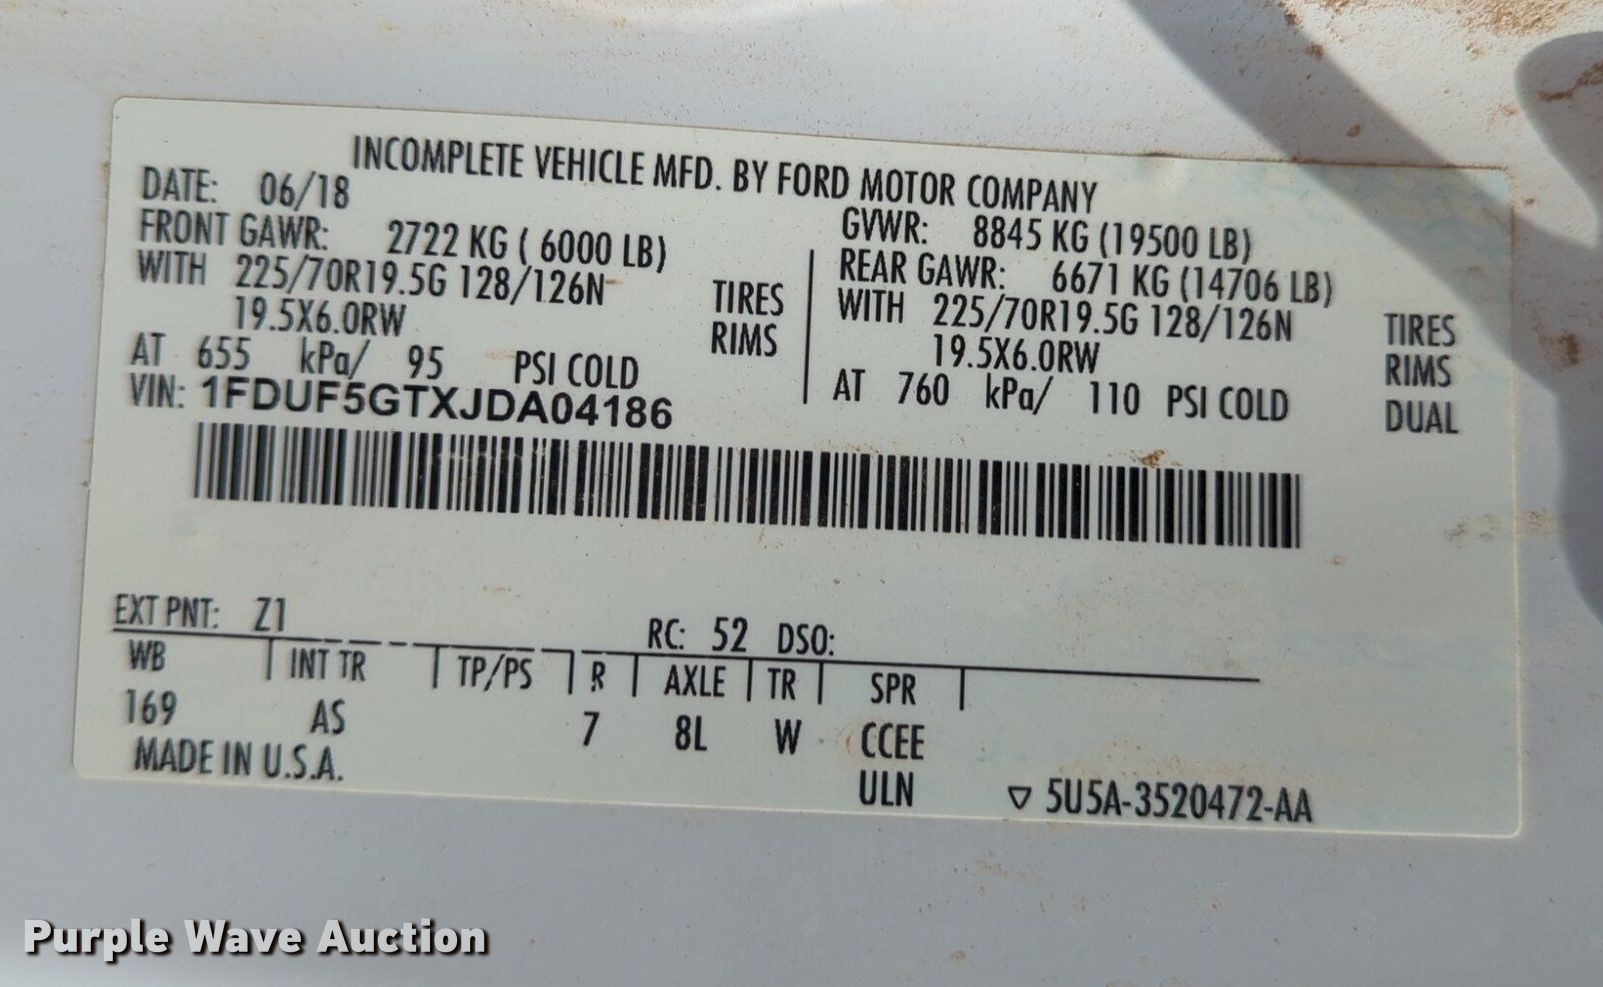 INCOMPLETE VEHICLE MFD. BY FORD MOTOR COMPANY
DATE: 06/18 GVWR: 8845 KG (19500 LB)
FRONT GAWR: 2722 KG ( 6000 LB) REAR GAWR: 6671 KG (14706 LB)
WITH 225/70R19.5G 128/126N TIRES WITH 225/70R19.5G 128/126N TIRES
19.5X6.0RW RIMS 19.5X6.0RW RIMS
AT 655 kPa/ 95 PSI COLD AT 760 kPa/ 110 PSI COLD DUAL
VIN: 1FDUF5GTXJDA04186
EXT PNT: Z1 RC: 52 DSO:
WB INT TR TP/PS R AXLE TR SPR
169 AS 7 8L W CCEE
MADE IN U.S.A. ULN ▽ 5U5A-3520472-AA
Purple Wave Auction